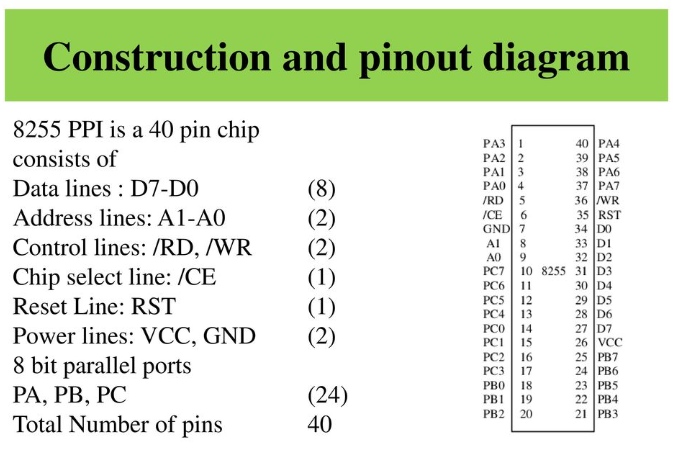 Construction and pinout diagram
8255 PPI is a 40 pin chip
consists of
Data lines : D7-D0 (8)
Address lines: A1-A0 (2)
Control lines: /RD, /WR (2)
Chip select line: /CE (1)
Reset Line: RST (1)
Power lines: VCC, GND (2)
8 bit parallel ports
PA, PB, PC (24)
Total Number of pins 40
PA3 1 40 PA4
PA2 2 39 PA5
PA1 3 38 PA6
PA0 4 37 PA7
/RD 5 36 /WR
/CE 6 35 RST
GND 7 34 D0
A1 8 33 D1
A0 9 32 D2
PC7 10 8255 31 D3
PC6 11 30 D4
PC5 12 29 D5
PC4 13 28 D6
PC0 14 27 D7
PC1 15 26 VCC
PC2 16 25 PB7
PC3 17 24 PB6
PB0 18 23 PB5
PB1 19 22 PB4
PB2 20 21 PB3